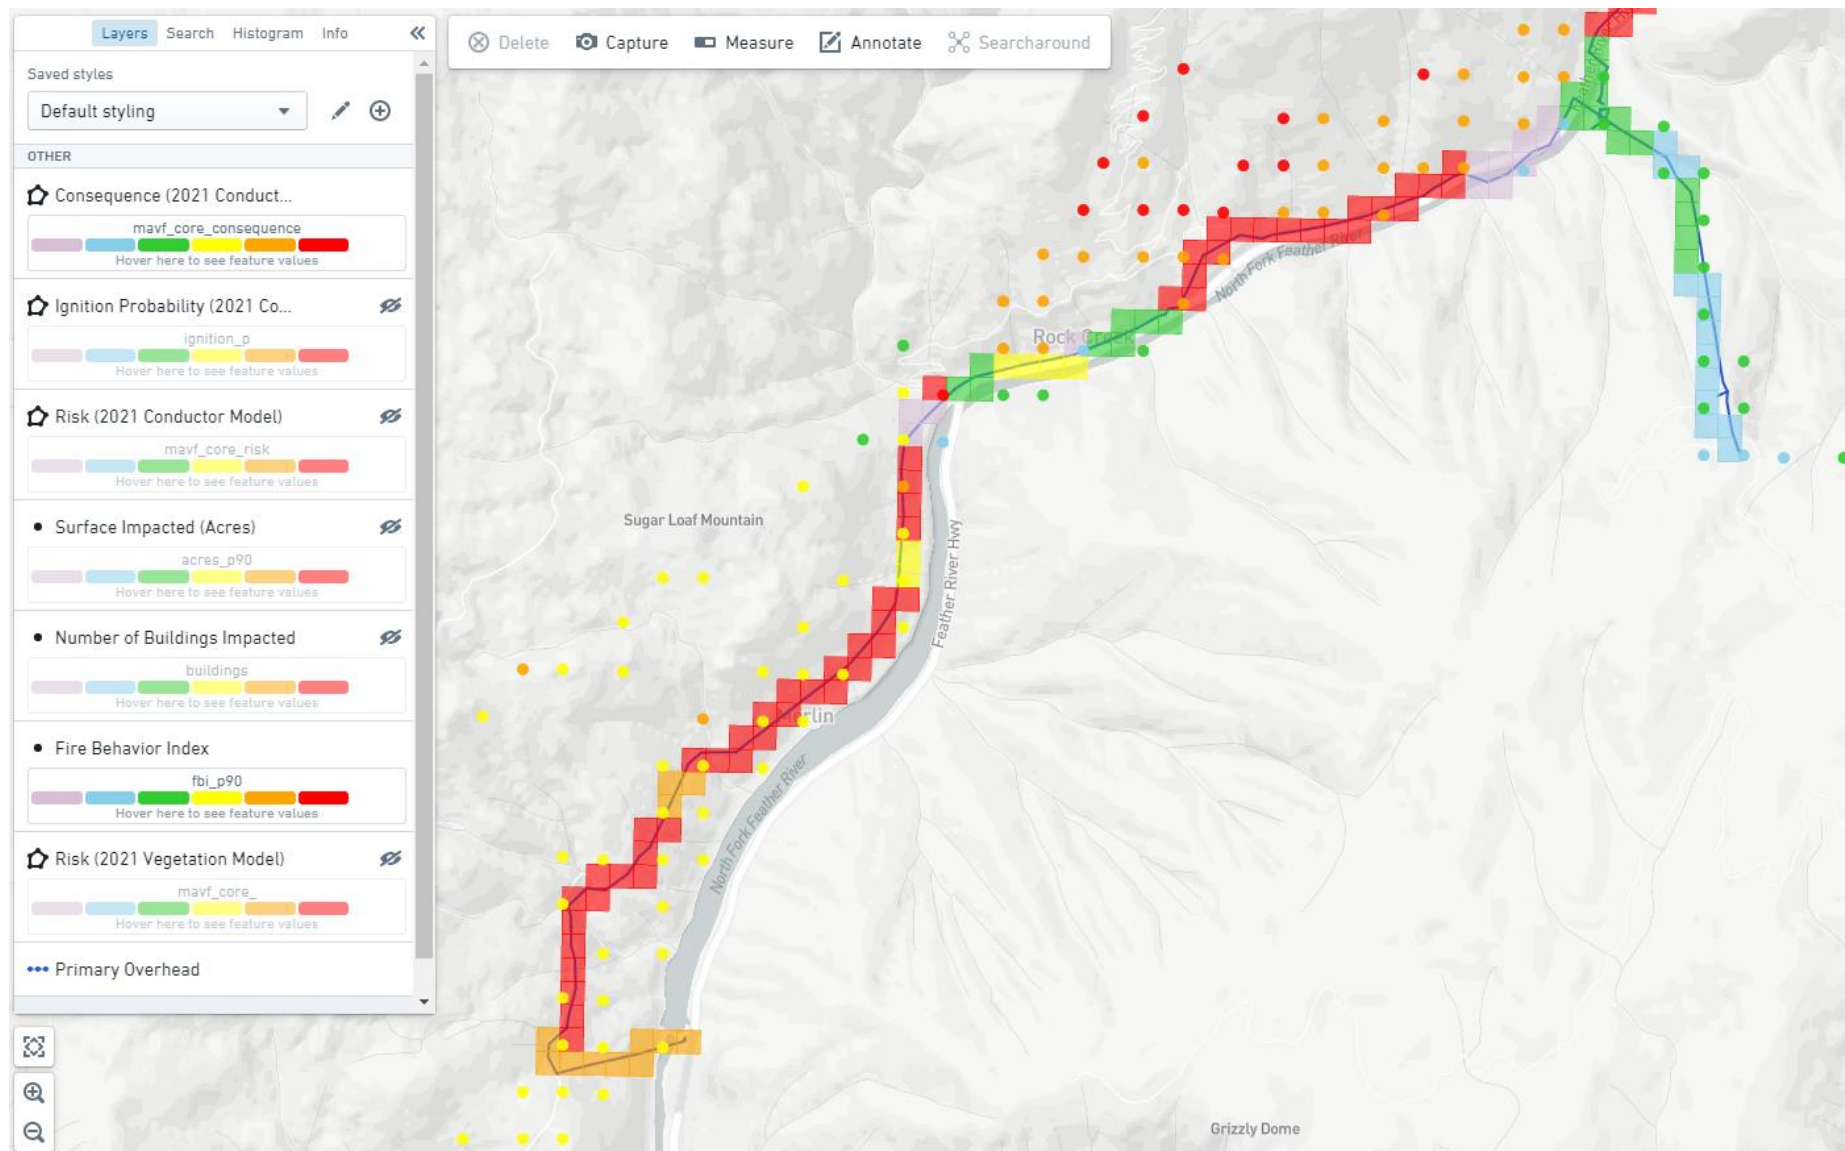 Layers Search Histogram Info
Delete Capture Measure Annotate Searcharound
Saved styles
Default styling
OTHER
Consequence (2021 Conduct...
mavf_core_consequence
Hover here to see feature values
Ignition Probability (2021 Co...
ignition_p
Hover here to see feature values
Risk (2021 Conductor Model)
mavf_core_risk
Hover here to see feature values
Surface Impacted (Acres)
acres_p90
Hover here to see feature values
Number of Buildings Impacted
buildings
Hover here to see feature values
Fire Behavior Index
fbi_p90
Hover here to see feature values
Risk (2021 Vegetation Model)
mavf_core_
Hover here to see feature values
Primary Overhead
North Fork Feather River
Rock Creek
Sugar Loaf Mountain
Feather River Hwy
Merlin
North Fork Feather River
Grizzly Dome